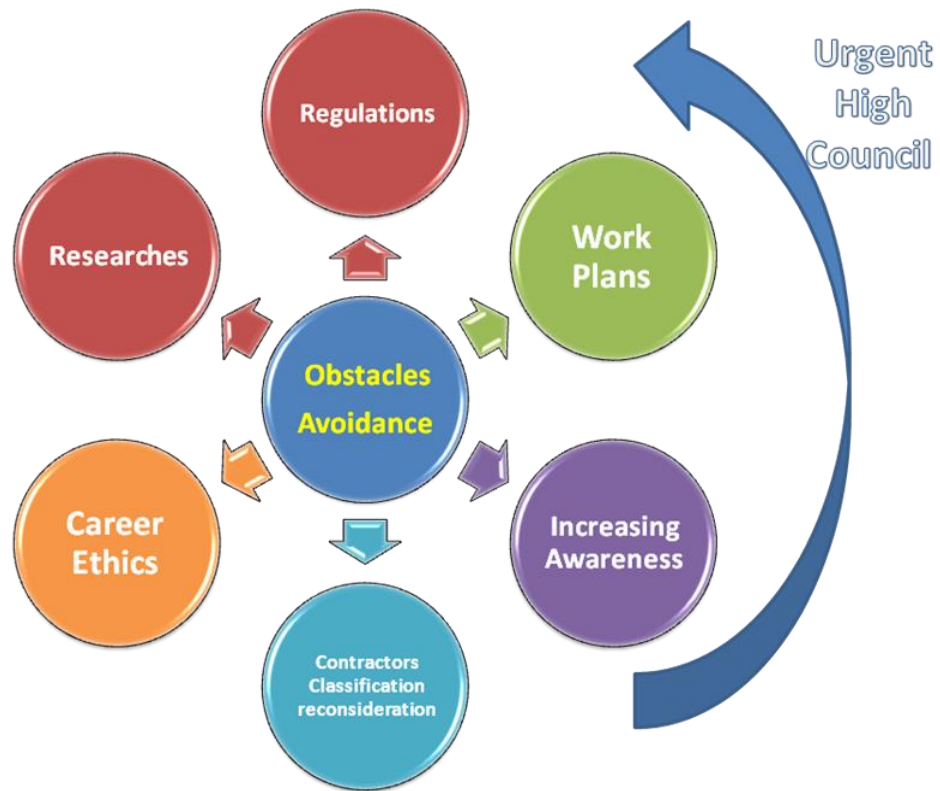 Urgent
High
Council
Regulations
Researches
Work
Plans
Obstacles
Avoidance
Career
Ethics
Increasing
Awareness
Contractors
Classification
reconsideration